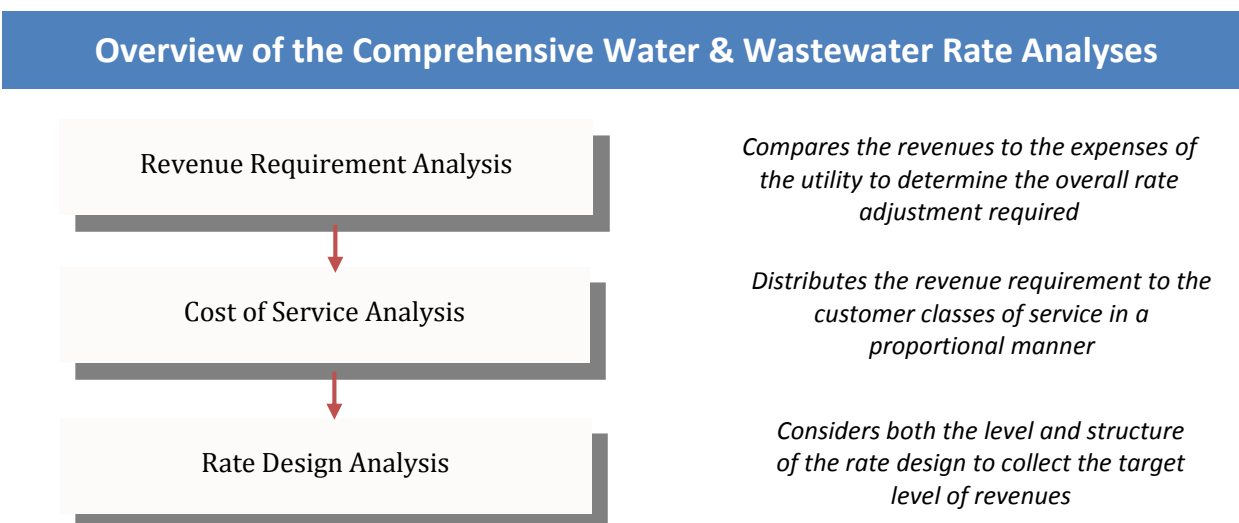 Overview of the Comprehensive Water & Wastewater Rate Analyses
Revenue Requirement Analysis
Compares the revenues to the expenses of
the utility to determine the overall rate
adjustment required
Cost of Service Analysis
Distributes the revenue requirement to the
customer classes of service in a
proportional manner
Rate Design Analysis
Considers both the level and structure
of the rate design to collect the target
level of revenues